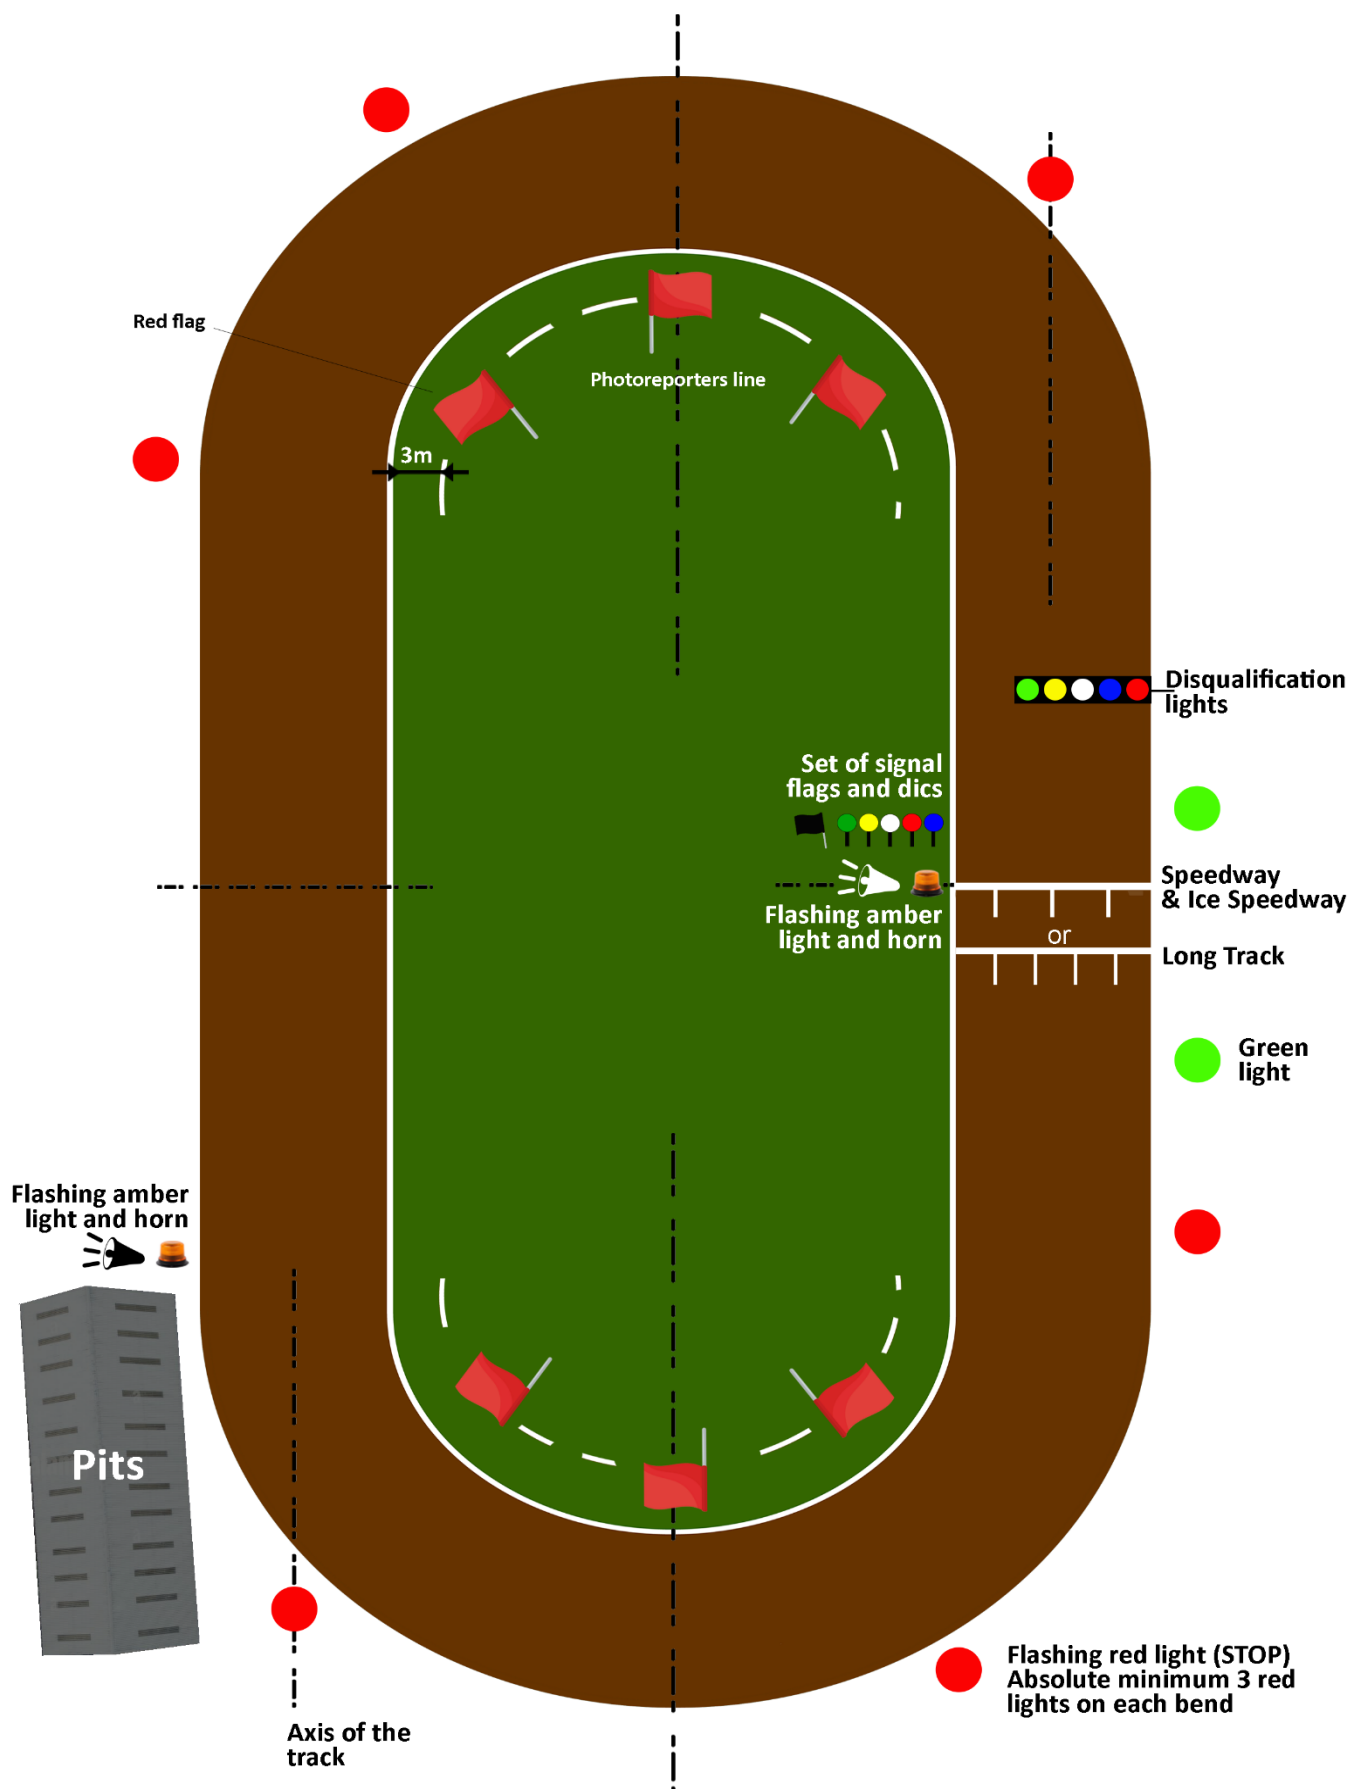 Red flag
Photoreporters line
3m
Disqualification
lights
Set of signal
flags and dics
Speedway
& Ice Speedway
Flashing amber
light and horn
or
Long Track
Green
light
Flashing amber
light and horn
Pits
Flashing red light (STOP)
Absolute minimum 3 red
lights on each bend
Axis of the
track